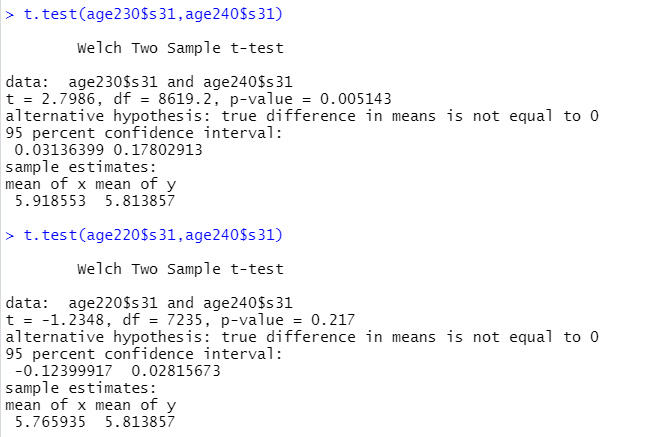 > t.test(age230$s31,age240$s31)
Welch Two Sample t-test
data:  age230$s31 and age240$s31
t = 2.7986, df = 8619.2, p-value = 0.005143
alternative hypothesis: true difference in means is not equal to 0
95 percent confidence interval:
 0.03136399 0.17802913
sample estimates:
mean of x mean of y
 5.918553  5.813857
> t.test(age220$s31,age240$s31)
Welch Two Sample t-test
data:  age220$s31 and age240$s31
t = -1.2348, df = 7235, p-value = 0.217
alternative hypothesis: true difference in means is not equal to 0
95 percent confidence interval:
 -0.12399917  0.02815673
sample estimates:
mean of x mean of y
 5.765935  5.813857